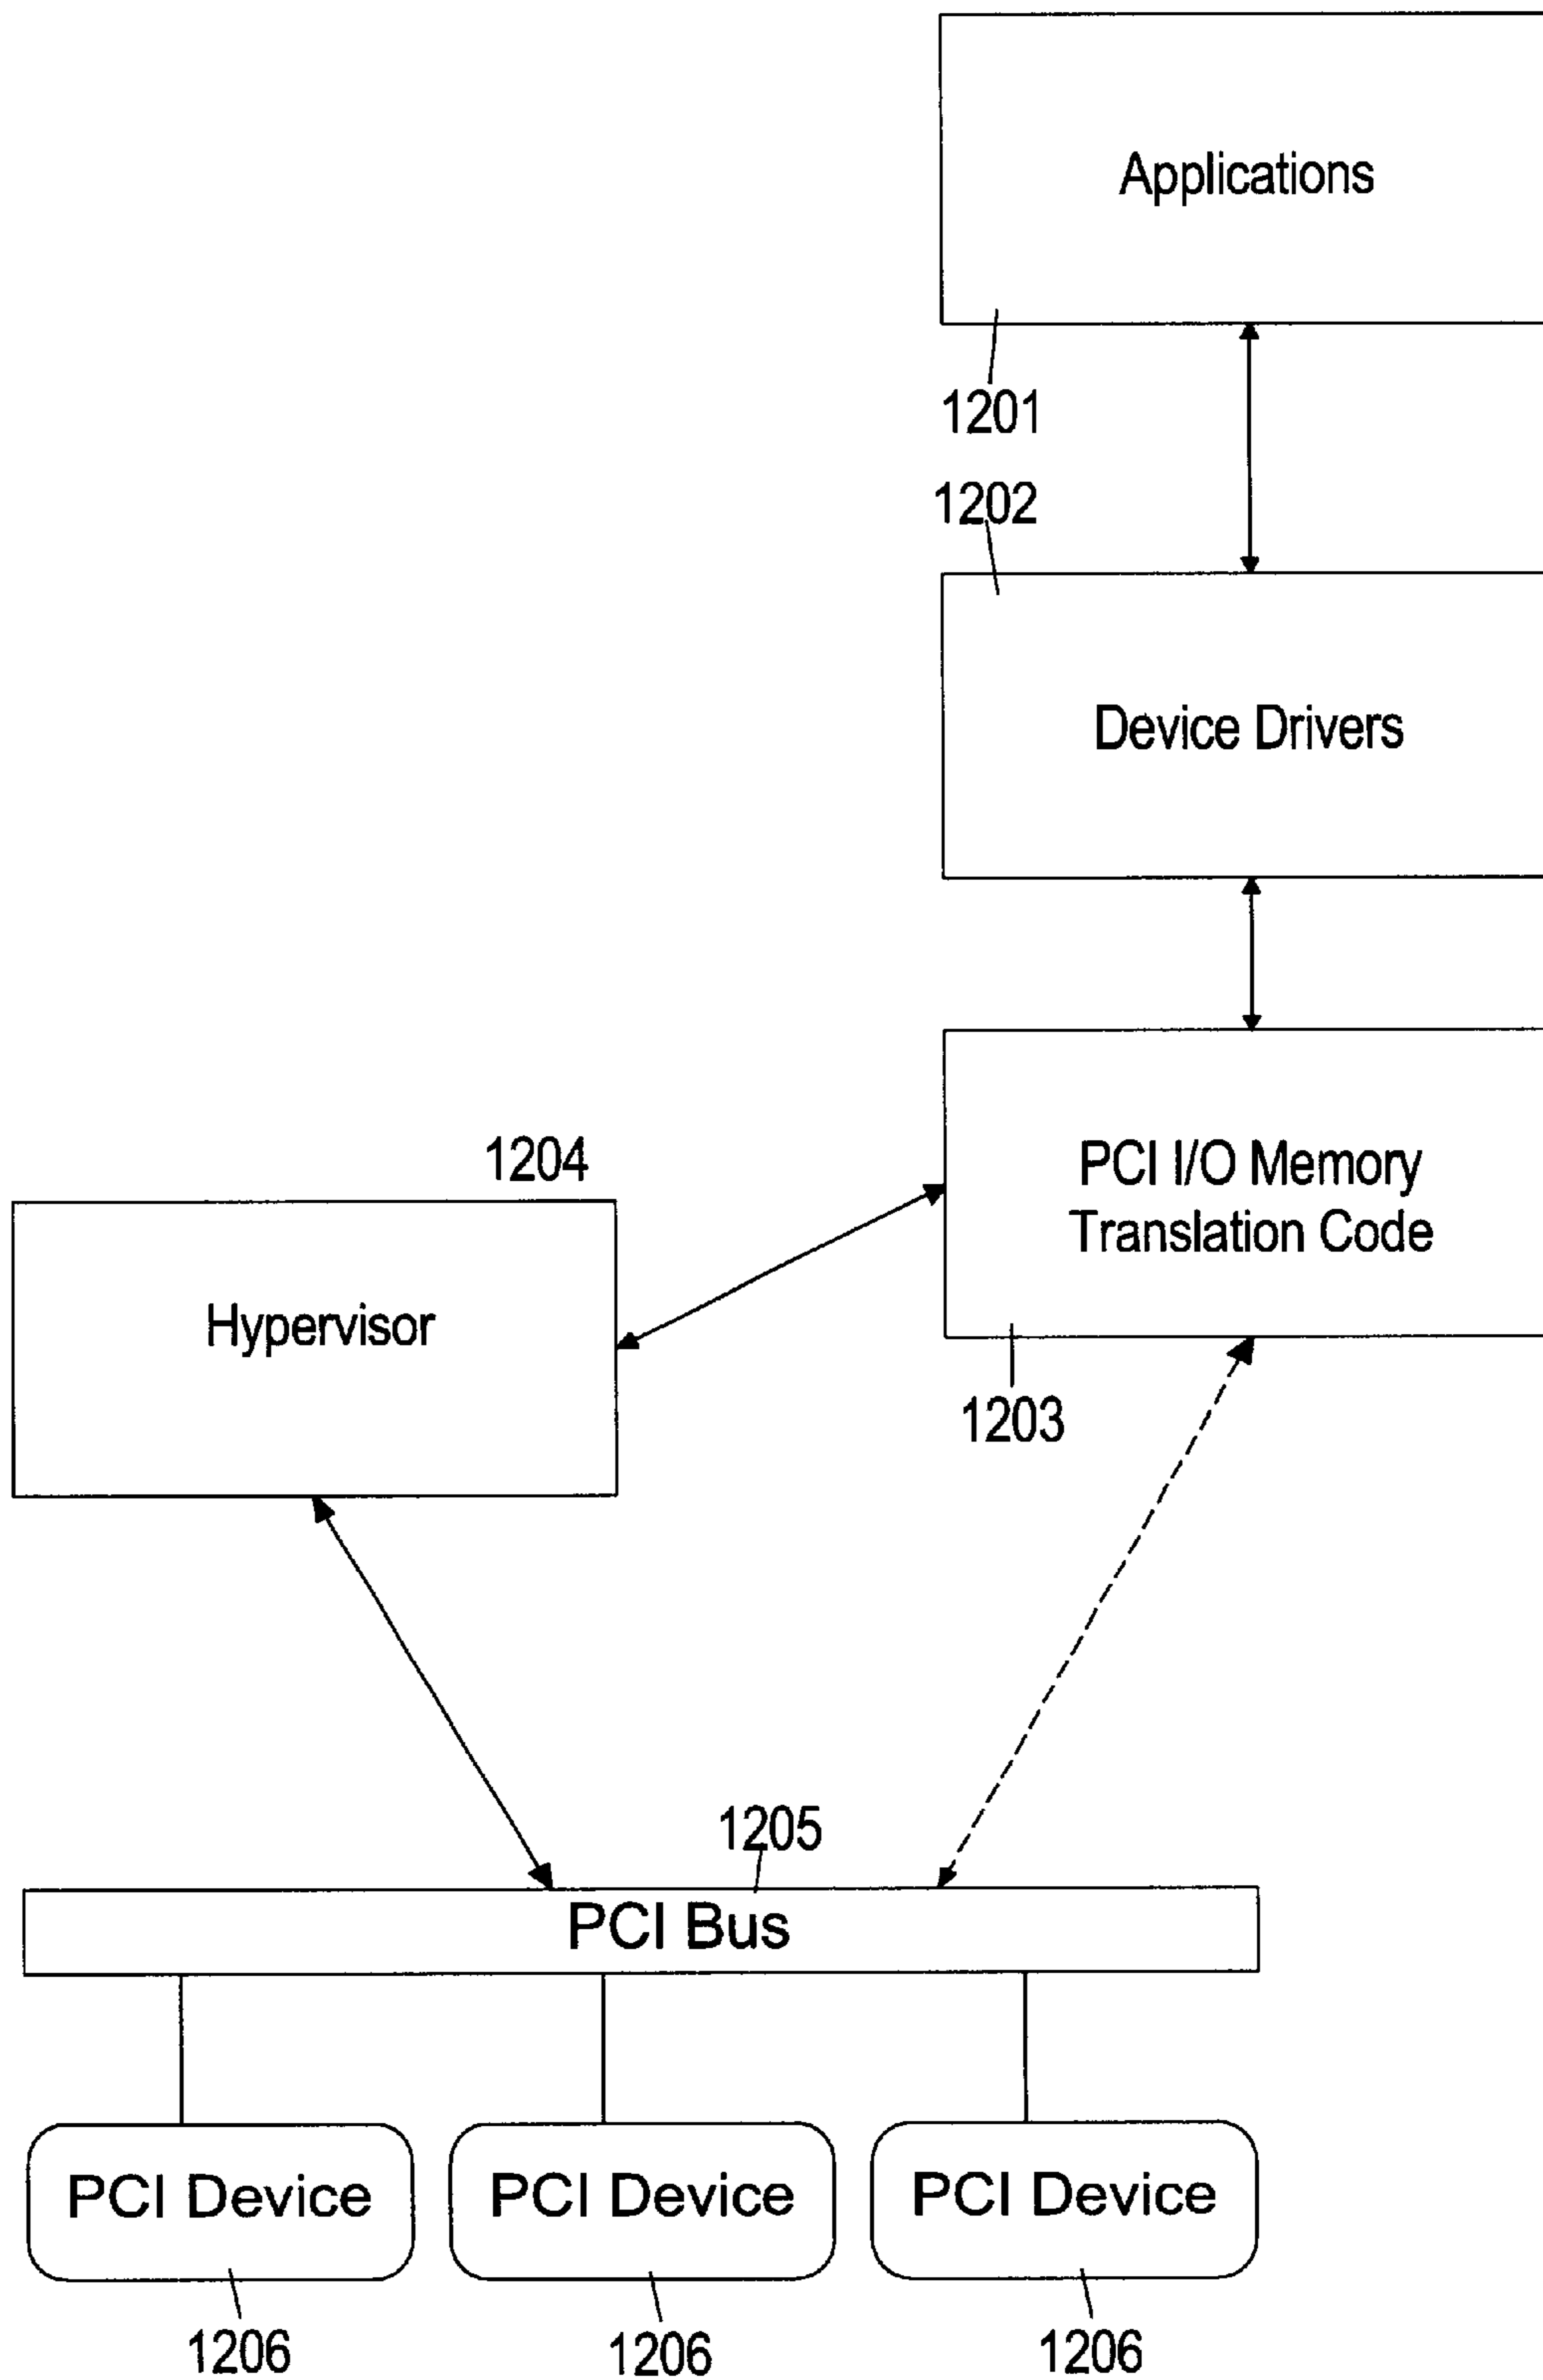 Applications
1201
1202
Device Drivers
1204
PCI I/O Memory
Translation Code
Hypervisor
1203
1205
PCI Bus
PCI Device
PCI Device
PCI Device
1206
1206
1206